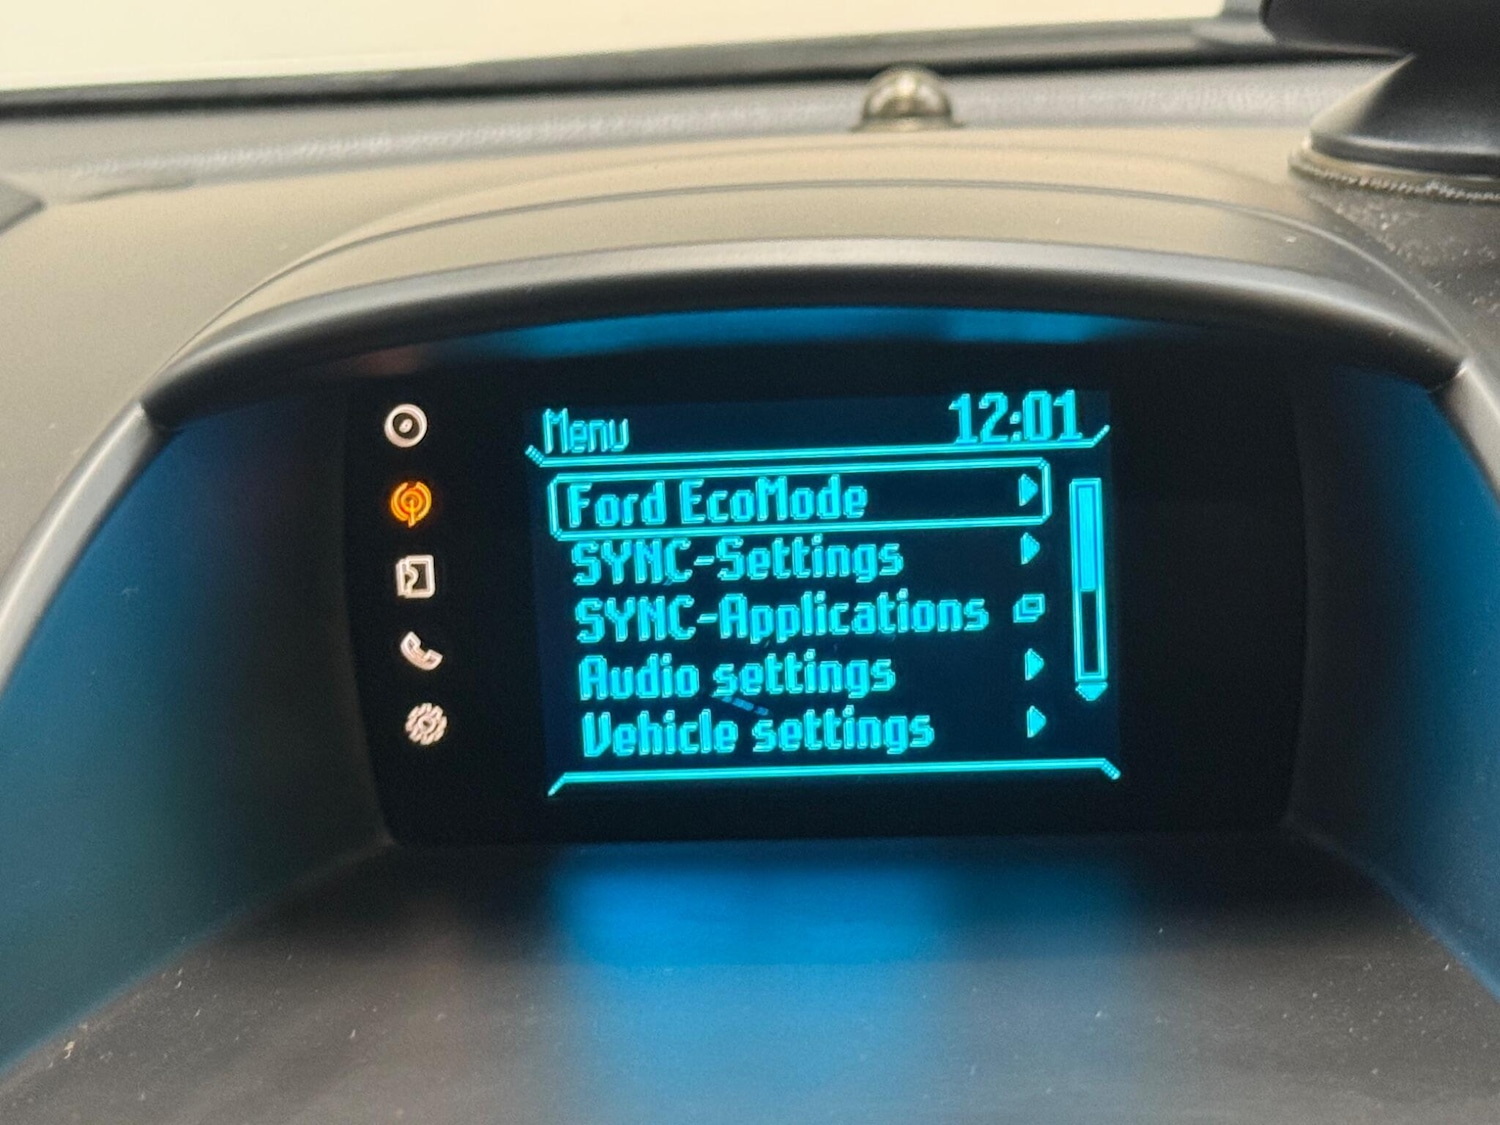 Menu 12:01
Ford EcoMode
SYNC-Settings
SYNC-Applications
Audio settings
Vehicle settings